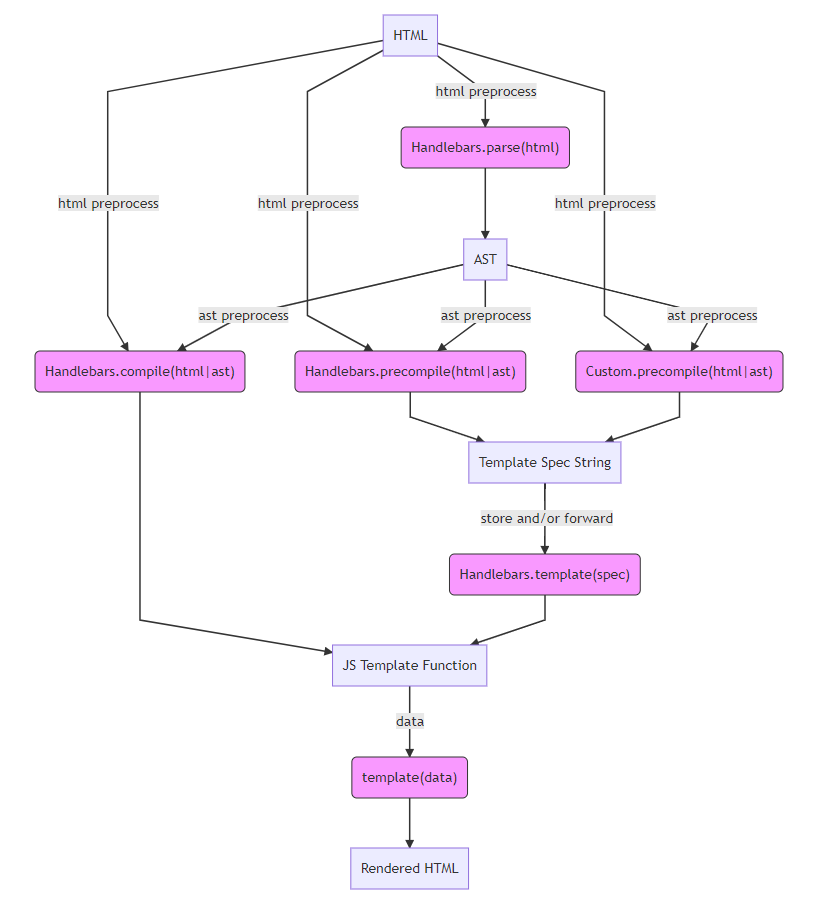 HTML
html preprocess
Handlebars.parse(html)
html preprocess
html preprocess
html preprocess
AST
ast preprocess
ast preprocess
ast preprocess
Handlebars.compile(html|ast)
Handlebars.precompile(html|ast)
Custom.precompile(html|ast)
Template Spec String
store and/or forward
Handlebars.template(spec)
JS Template Function
data
template(data)
Rendered HTML